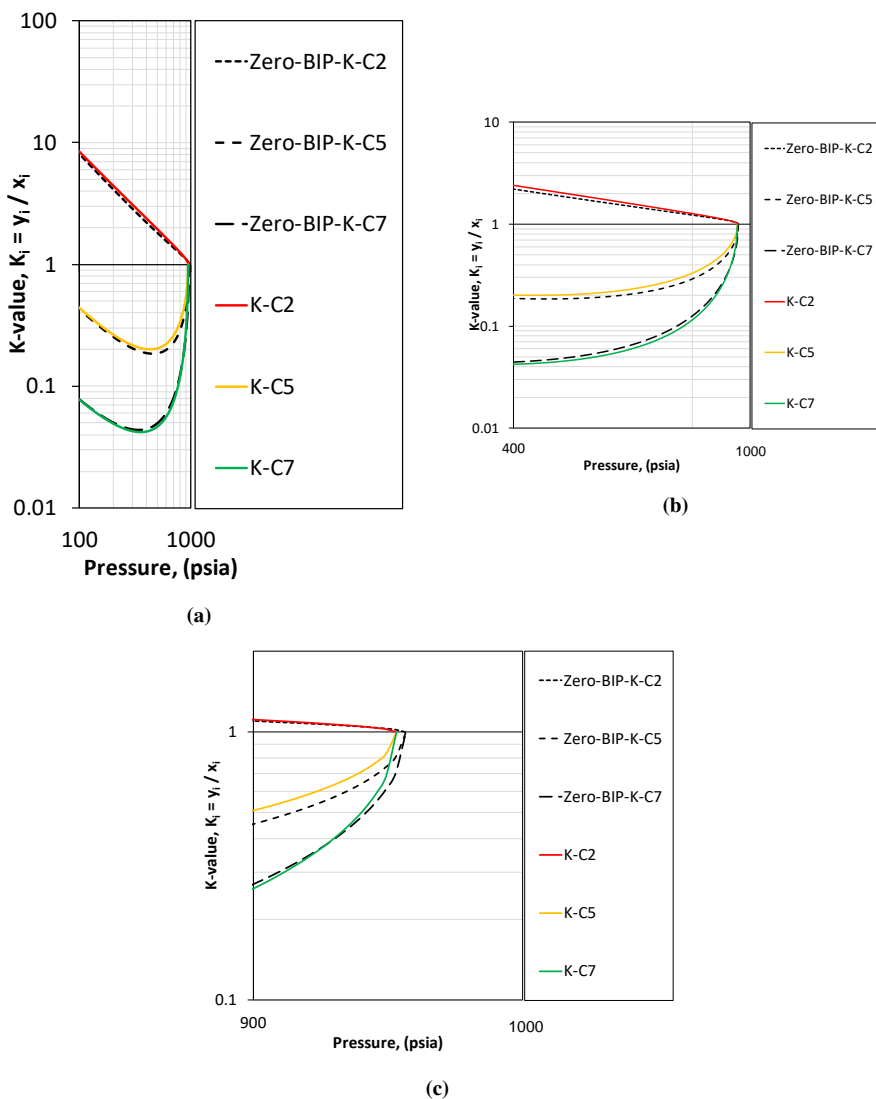 100
10
1
0.1
0.01
K-value, Kᵢ = yᵢ / xᵢ
100
1000
Pressure, (psia)
Zero-BIP-K-C2
Zero-BIP-K-C5
Zero-BIP-K-C7
K-C2
K-C5
K-C7
(a)
10
1
0.1
0.01
K-value, Kᵢ = yᵢ / xᵢ
400
1000
Pressure, (psia)
Zero-BIP-K-C2
Zero-BIP-K-C5
Zero-BIP-K-C7
K-C2
K-C5
K-C7
(b)
1
0.1
K-value, Kᵢ = yᵢ / xᵢ
900
1000
Pressure, (psia)
Zero-BIP-K-C2
Zero-BIP-K-C5
Zero-BIP-K-C7
K-C2
K-C5
K-C7
(c)